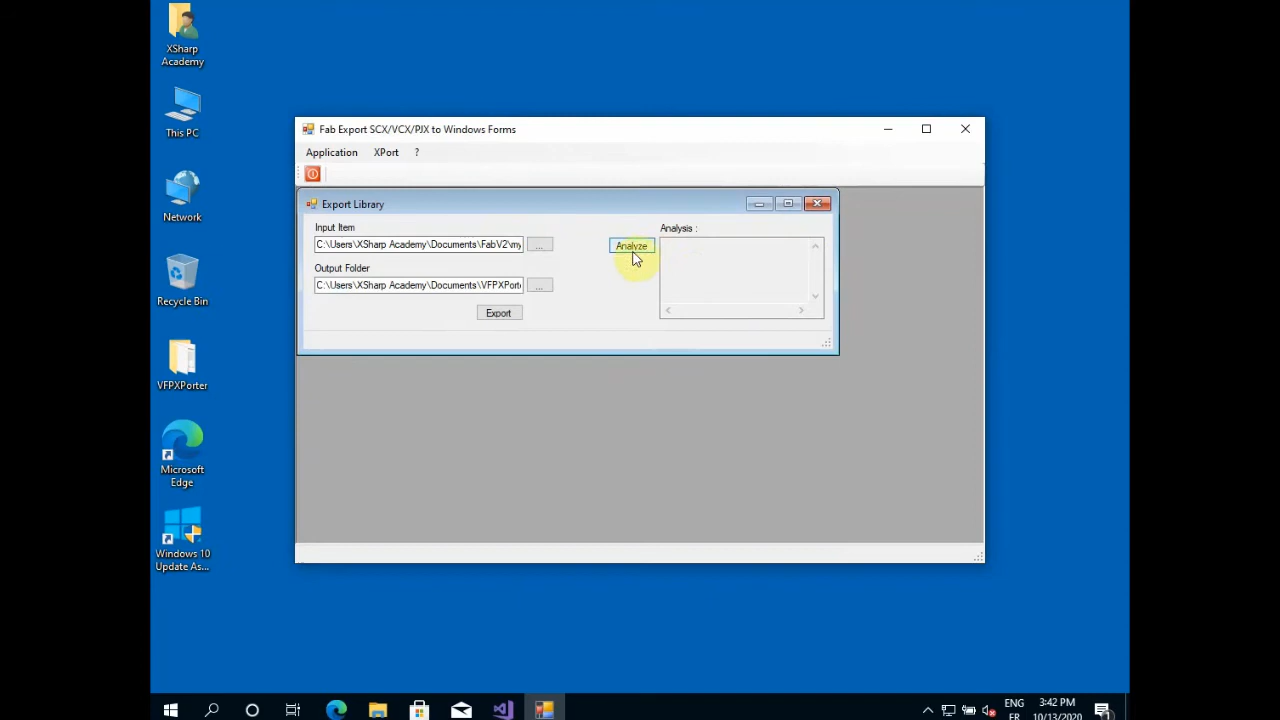 XSharp
Academy
This PC
Network
Recycle Bin
VFPXPorter
Microsoft
Edge
Windows 10
Update As...
Fab Export SCX/VCX/PJX to Windows Forms
Application XPort ?
Export Library
Input Item
C:\Users\XSharp Academy\Documents\FabV2\my
...
Analyze
Analysis :
Output Folder
C:\Users\XSharp Academy\Documents\VFPXPorte
...
Export
ENG
FR
3:42 PM
10/13/2020
1